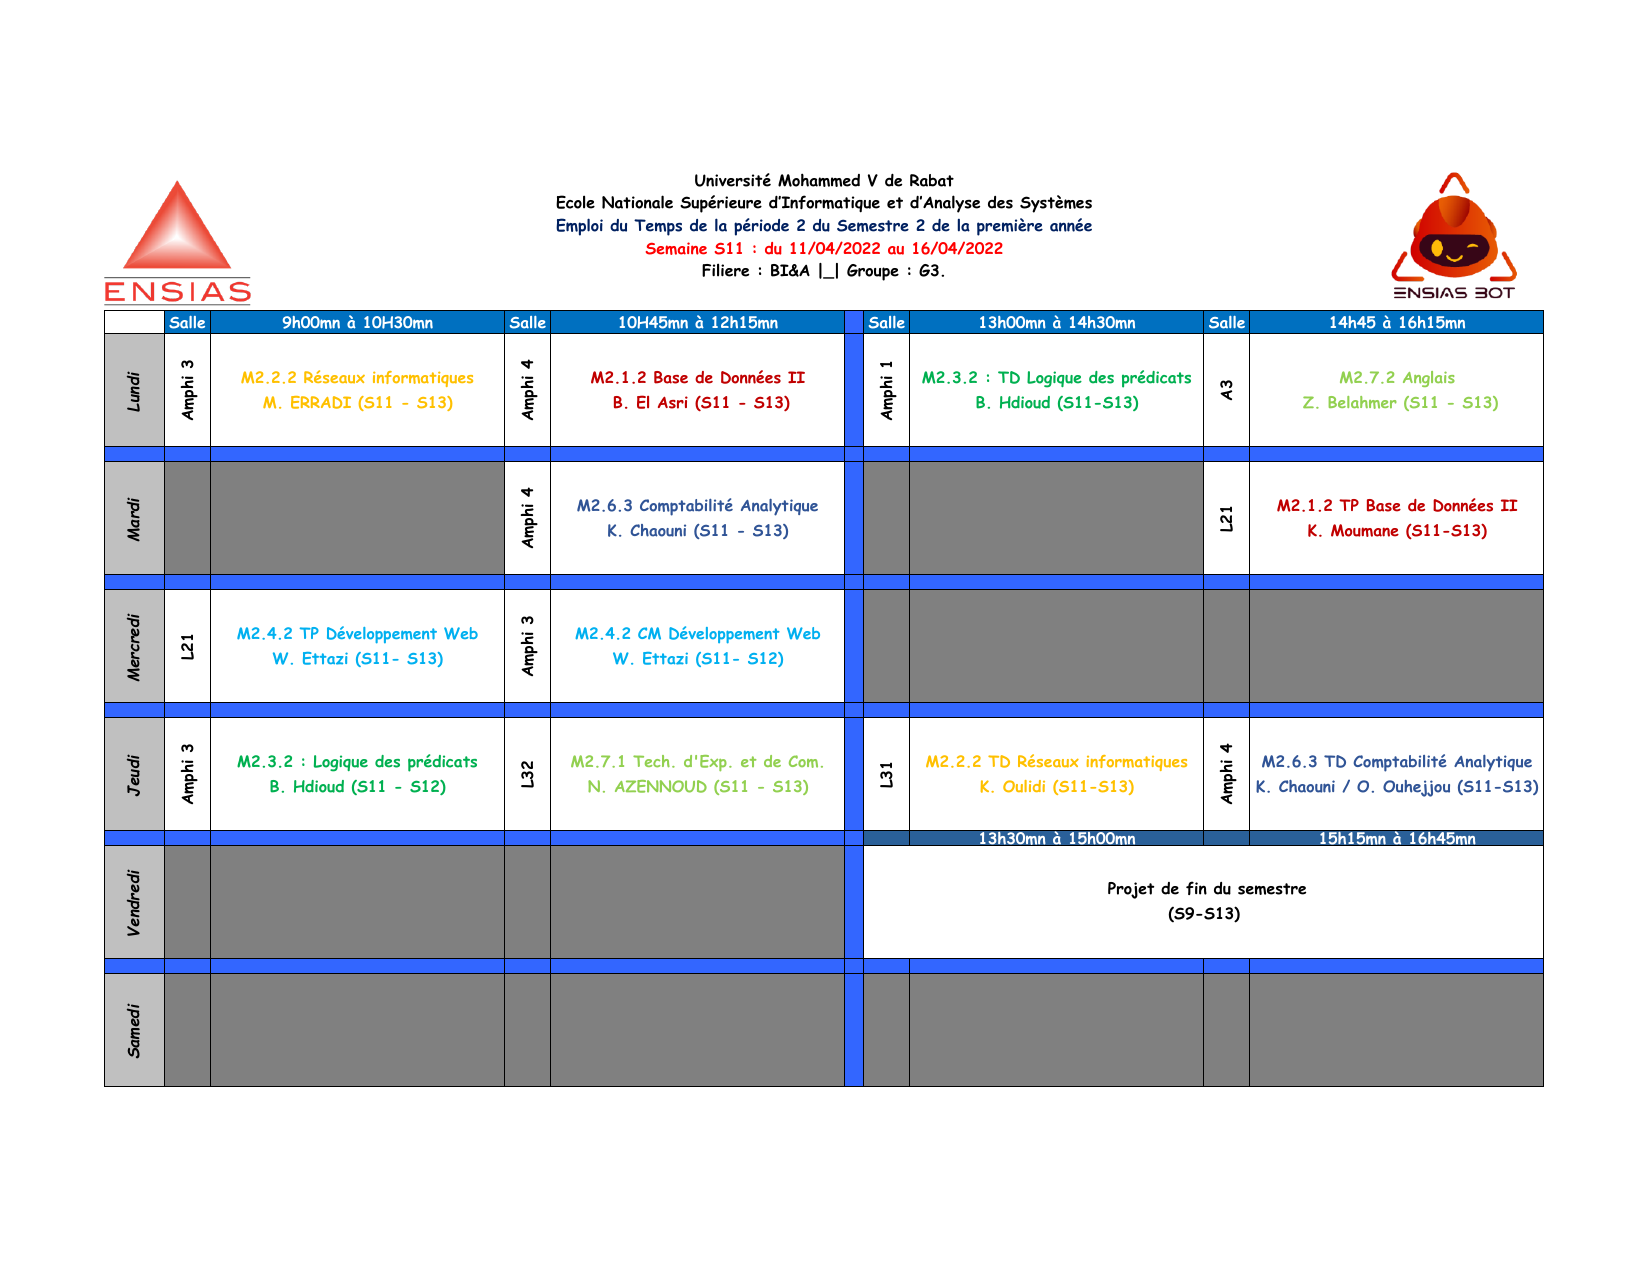 Université Mohammed V de Rabat
Ecole Nationale Supérieure d’Informatique et d’Analyse des Systèmes
Emploi du Temps de la période 2 du Semestre 2 de la première année
Semaine S11 : du 11/04/2022 au 16/04/2022
Filiere : BI&A |_| Groupe : G3.
ENSIAS
ENSIAS BOT
Salle 9h00mn à 10H30mn Salle 10H45mn à 12h15mn Salle 13h00mn à 14h30mn Salle 14h45 à 16h15mn
Lundi
Amphi 3
M2.2.2 Réseaux informatiques
M. ERRADI (S11 - S13)
Amphi 4
M2.1.2 Base de Données II
B. El Asri (S11 - S13)
Amphi 1
M2.3.2 : TD Logique des prédicats
B. Hdioud (S11-S13)
A3
M2.7.2 Anglais
Z. Belahmer (S11 - S13)
Mardi
Amphi 4
M2.6.3 Comptabilité Analytique
K. Chaouni (S11 - S13)
L21
M2.1.2 TP Base de Données II
K. Moumane (S11-S13)
Mercredi
L21
M2.4.2 TP Développement Web
W. Ettazi (S11- S13)
Amphi 3
M2.4.2 CM Développement Web
W. Ettazi (S11- S12)
Jeudi
Amphi 3
M2.3.2 : Logique des prédicats
B. Hdioud (S11 - S12)
L32
M2.7.1 Tech. d'Exp. et de Com.
N. AZENNOUD (S11 - S13)
L31
M2.2.2 TD Réseaux informatiques
K. Oulidi (S11-S13)
Amphi 4
M2.6.3 TD Comptabilité Analytique
K. Chaouni / O. Ouhejjou (S11-S13)
13h30mn à 15h00mn 15h15mn à 16h45mn
Vendredi
Projet de fin du semestre
(S9-S13)
Samedi